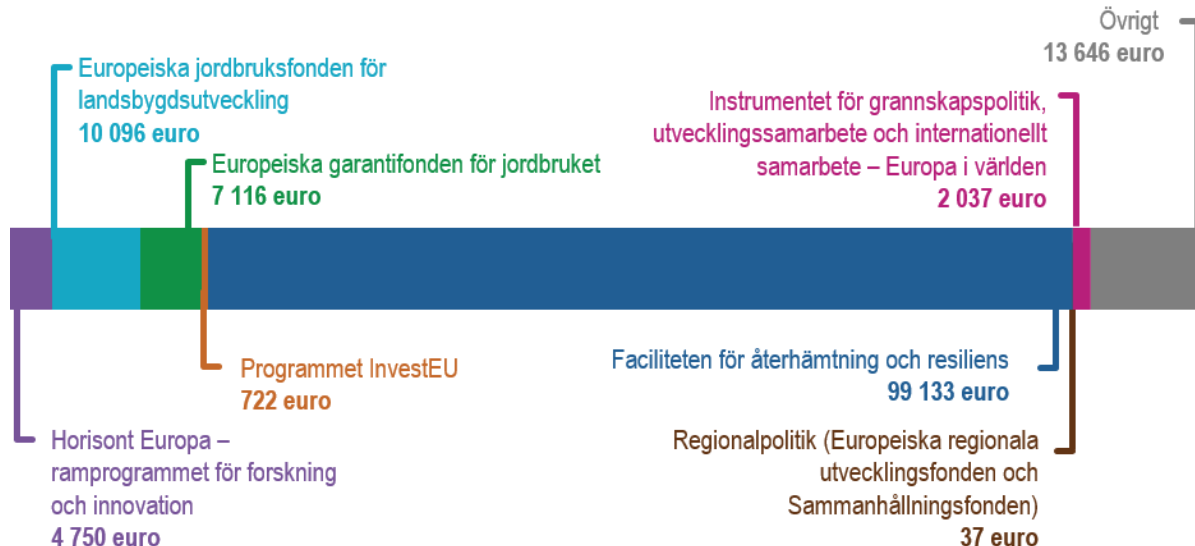 Övrigt
13 646 euro
Europeiska jordbruksfonden för
landsbygdsutveckling
10 096 euro
Instrumentet för grannskapspolitik,
utvecklingssamarbete och internationellt
samarbete – Europa i världen
2 037 euro
Europeiska garantifonden för jordbruket
7 116 euro
Programmet InvestEU
722 euro
Faciliteten för återhämtning och resiliens
99 133 euro
Horisont Europa –
ramprogrammet för forskning
och innovation
4 750 euro
Regionalpolitik (Europeiska regionala
utvecklingsfonden och
Sammanhållningsfonden)
37 euro